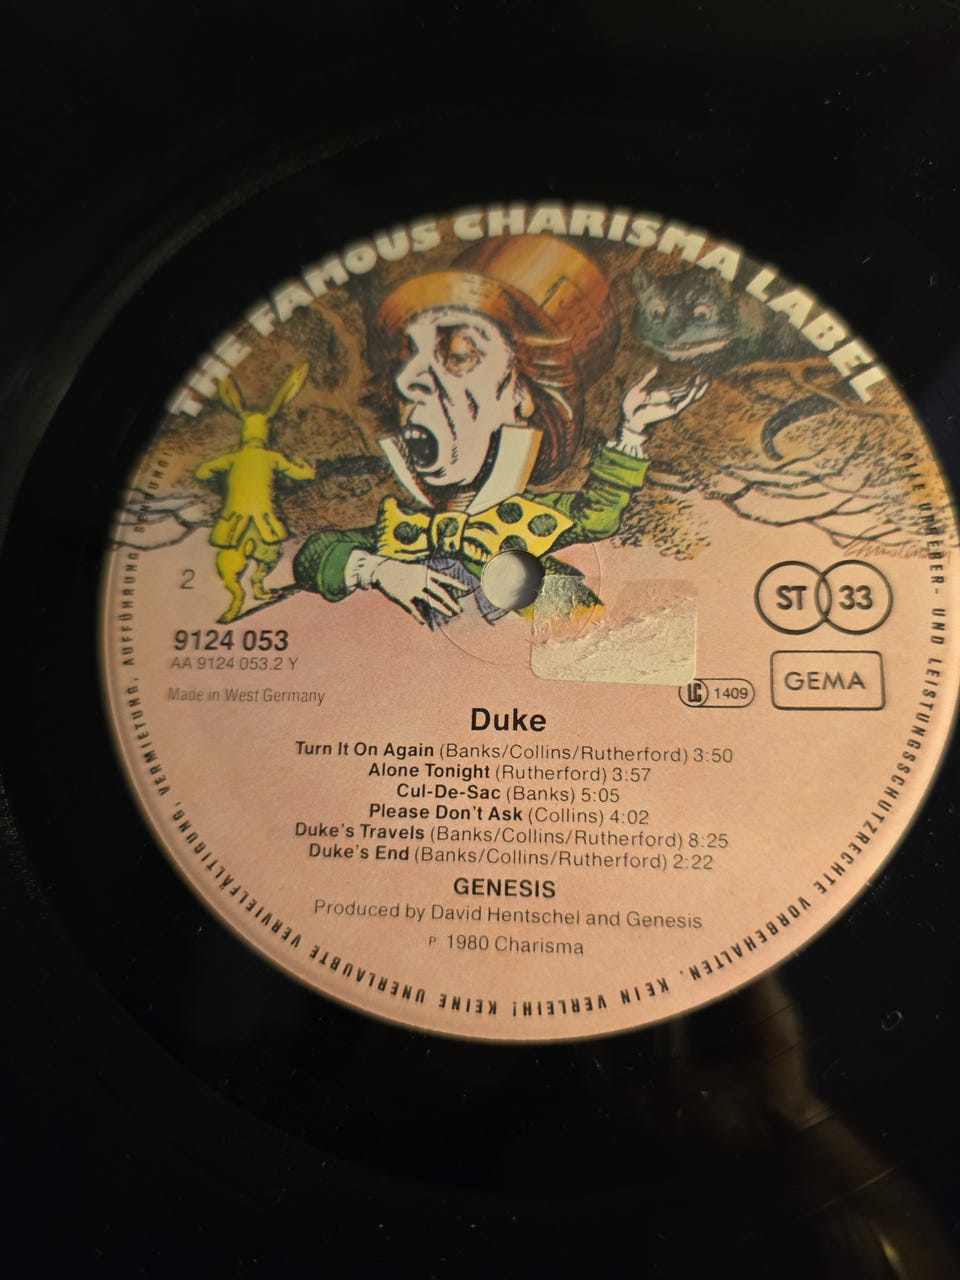 THE FAMOUS CHARISMA LABEL
2
9124 053
AA 9124 053.2 Y
Made in West Germany
ST 33
GEMA
LC 1409
Duke
Turn It On Again (Banks/Collins/Rutherford) 3:50
Alone Tonight (Rutherford) 3:57
Cul-De-Sac (Banks) 5:05
Please Don't Ask (Collins) 4:02
Duke's Travels (Banks/Collins/Rutherford) 8:25
Duke's End (Banks/Collins/Rutherford) 2:22
GENESIS
Produced by David Hentschel and Genesis
P 1980 Charisma
ALLE URHEBER- UND LEISTUNGSSCHUTZRECHTE VORBEHALTEN. KEIN VERLEIH! KEINE UNERLAUBTE VERVIELFÄLTIGUNG, VERMIETUNG, AUFFÜHRUNG, SENDUNG!